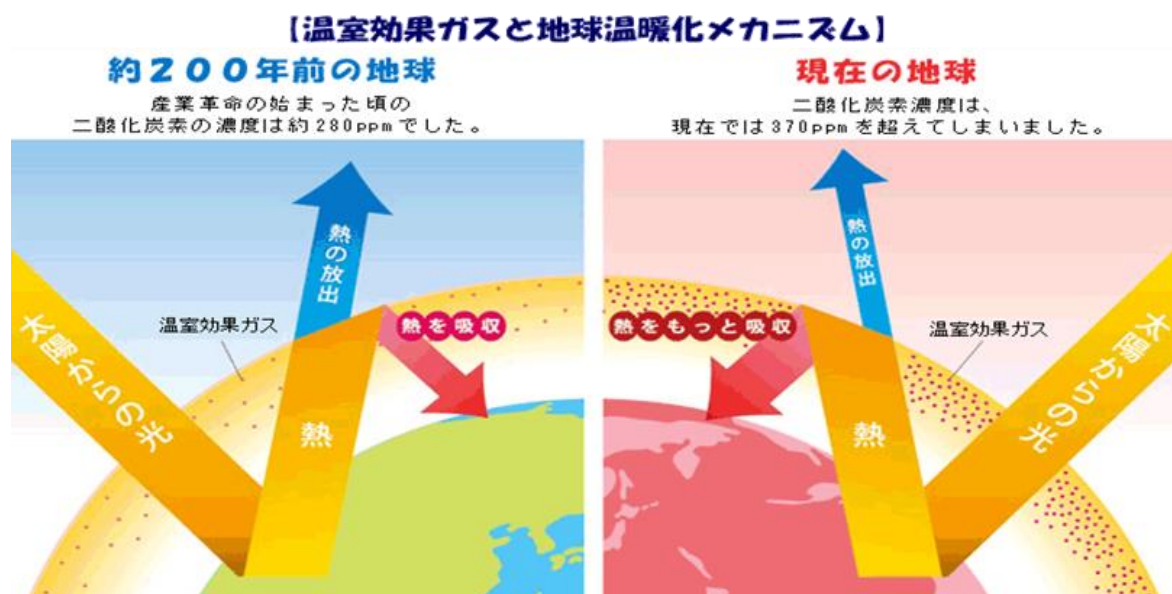 【温室効果ガスと地球温暖化メカニズム】
約200年前の地球
産業革命の始まった頃の
二酸化炭素の濃度は約280ppmでした。
熱の放出
温室効果ガス
熱を吸収
太陽からの光
熱
現在の地球
二酸化炭素濃度は、
現在では370ppmを超えてしまいました。
熱の放出
熱をもっと吸収
温室効果ガス
熱
太陽からの光